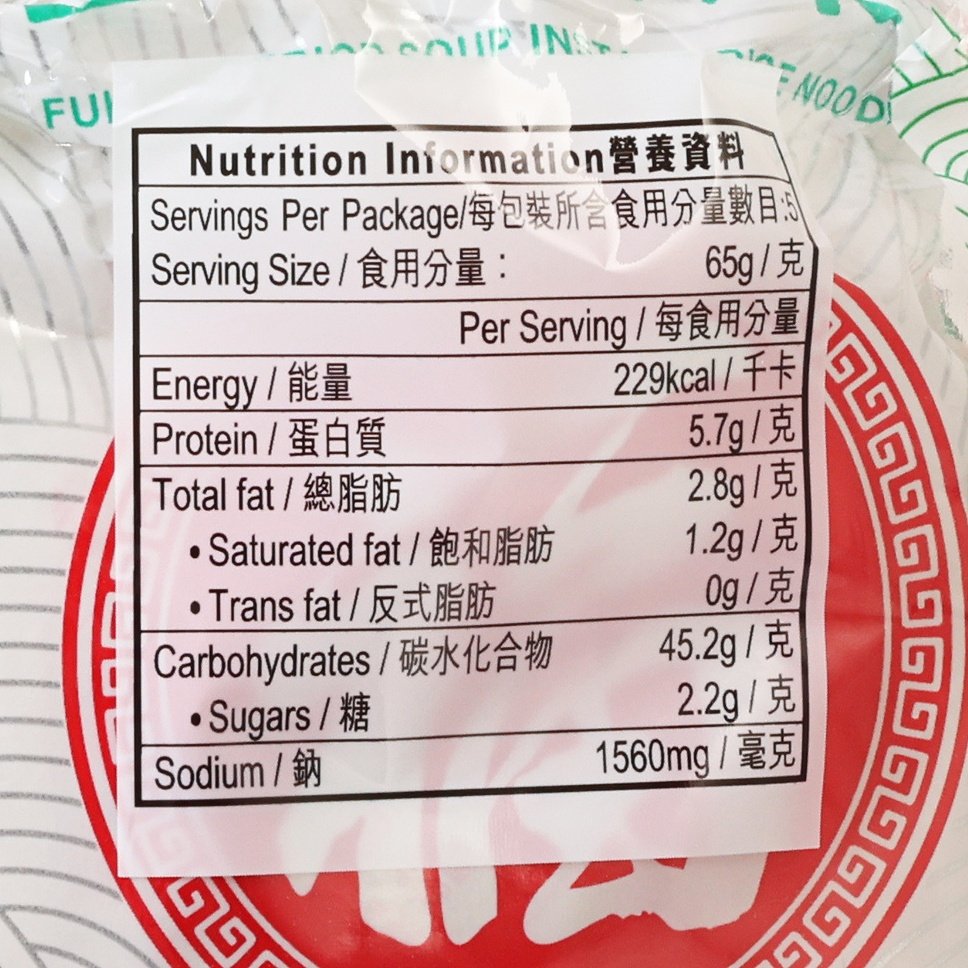 SOUP INST
FUI
RICE NOOD
Nutrition Information營養資料
Servings Per Package/每包裝所含食用分量數目:5
Serving Size / 食用分量： 65g / 克
Per Serving / 每食用分量
Energy / 能量 229kcal / 千卡
Protein / 蛋白質 5.7g / 克
Total fat / 總脂肪 2.8g / 克
• Saturated fat / 飽和脂肪 1.2g / 克
• Trans fat / 反式脂肪 0g / 克
Carbohydrates / 碳水化合物 45.2g / 克
• Sugars / 糖 2.2g / 克
Sodium / 鈉 1560mg / 毫克